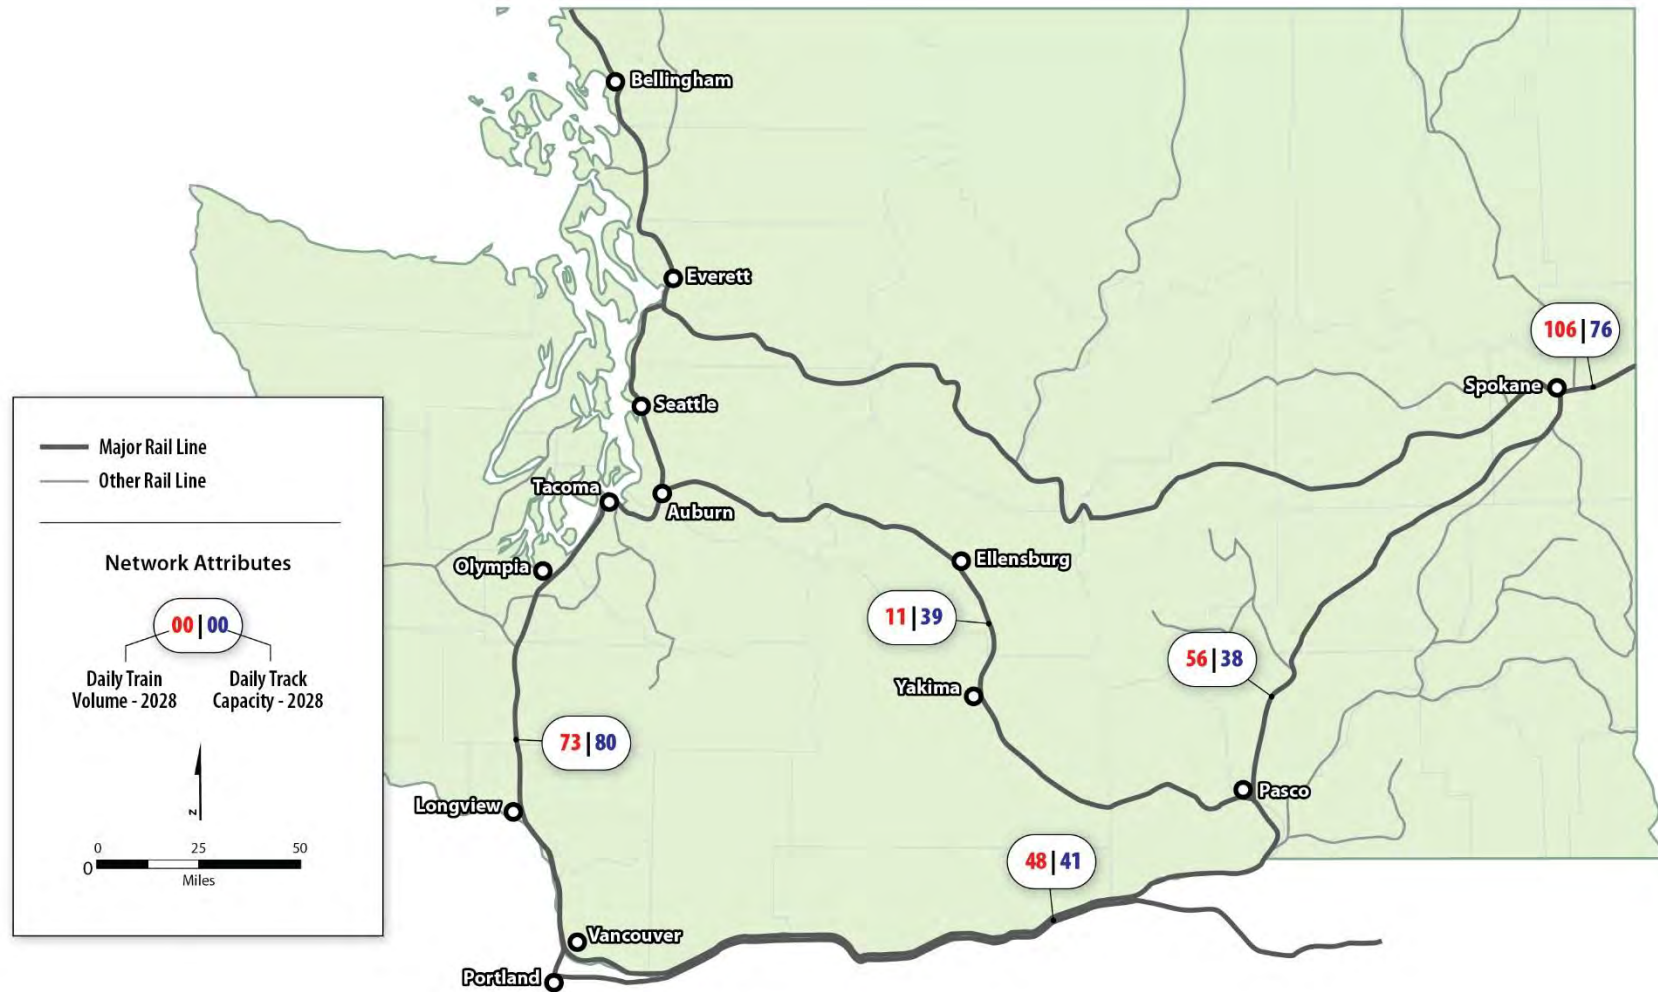 Bellingham
Everett
106|76
Spokane
Seattle
Major Rail Line
Other Rail Line
Tacoma
Auburn
Network Attributes
Olympia
Ellensburg
00|00
11|39
Daily Train
Volume - 2028
Daily Track
Capacity - 2028
56|38
Yakima
73|80
Pasco
Longview
N
0 25 50
0
Miles
48|41
Vancouver
Portland